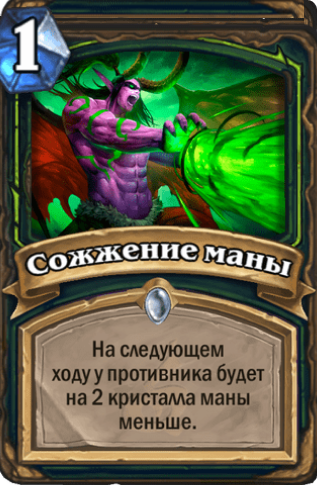 1
Сожжение маны
На следующем
ходу у противника будет
на 2 кристалла маны
меньше.